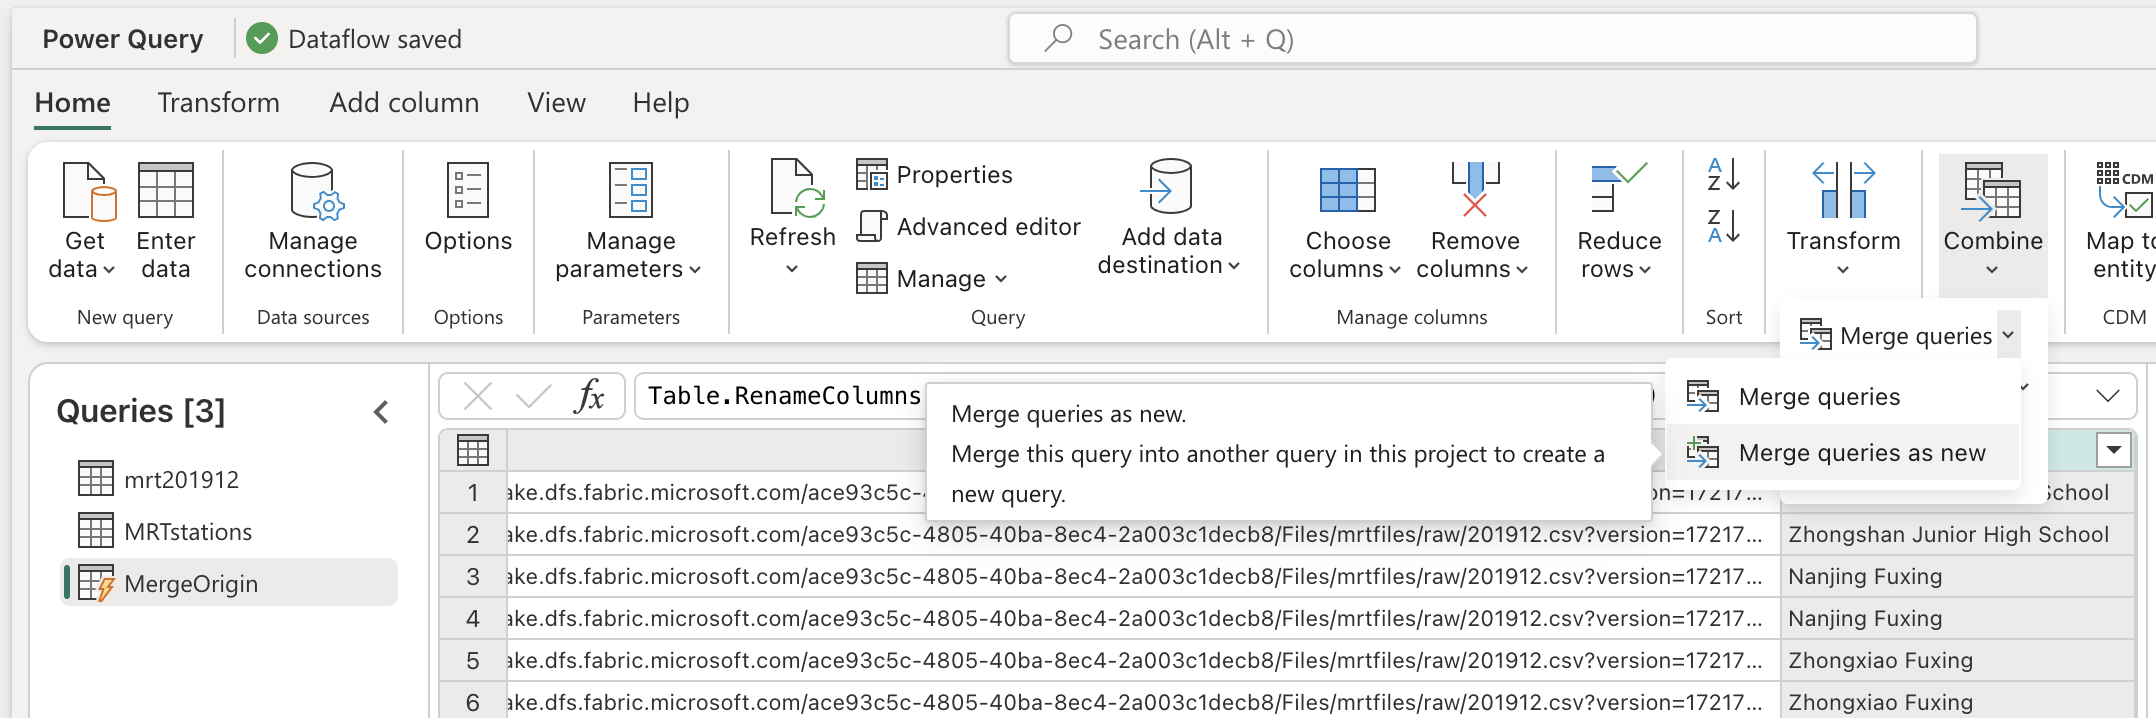 Power Query
Dataflow saved
Search (Alt + Q)
Home
Transform
Add column
View
Help
Get data
Enter data
New query
Manage connections
Data sources
Options
Options
Manage parameters
Parameters
Refresh
Properties
Advanced editor
Manage
Add data destination
Query
Choose columns
Remove columns
Manage columns
Reduce rows
A
Z
Z
A
Sort
Transform
Combine
CDM
Map to
entity
CDM
Merge queries
Merge queries
Merge queries as new
Queries [3]
mrt201912
MRTstations
MergeOrigin
fx
Table.RenameColumns
Merge queries as new.
Merge this query into another query in this project to create a
new query.
1 ake.dfs.fabric.microsoft.com/ace93c5c- on=17217... School
2 ake.dfs.fabric.microsoft.com/ace93c5c-4805-40ba-8ec4-2a003c1decb8/Files/mrtfiles/raw/201912.csv?version=17217... Zhongshan Junior High School
3 ake.dfs.fabric.microsoft.com/ace93c5c-4805-40ba-8ec4-2a003c1decb8/Files/mrtfiles/raw/201912.csv?version=17217... Nanjing Fuxing
4 ake.dfs.fabric.microsoft.com/ace93c5c-4805-40ba-8ec4-2a003c1decb8/Files/mrtfiles/raw/201912.csv?version=17217... Nanjing Fuxing
5 ake.dfs.fabric.microsoft.com/ace93c5c-4805-40ba-8ec4-2a003c1decb8/Files/mrtfiles/raw/201912.csv?version=17217... Zhongxiao Fuxing
6 ake.dfs.fabric.microsoft.com/ace93c5c-4805-40ba-8ec4-2a003c1decb8/Files/mrtfiles/raw/201912.csv?version=17217... Zhongxiao Fuxing